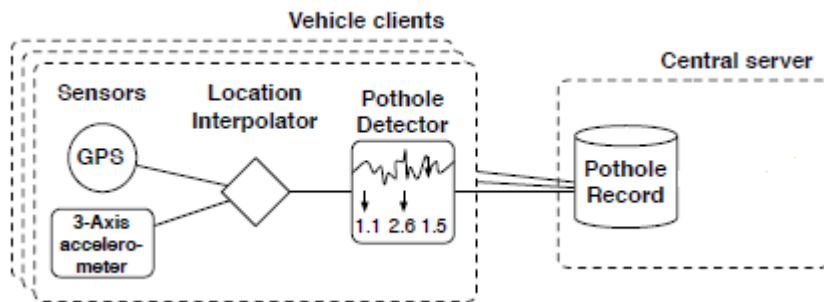 Vehicle clients
Central server
Sensors
Location
Interpolator
Pothole
Detector
GPS
3-Axis
accelero-
meter
1.1 2.6 1.5
Pothole
Record